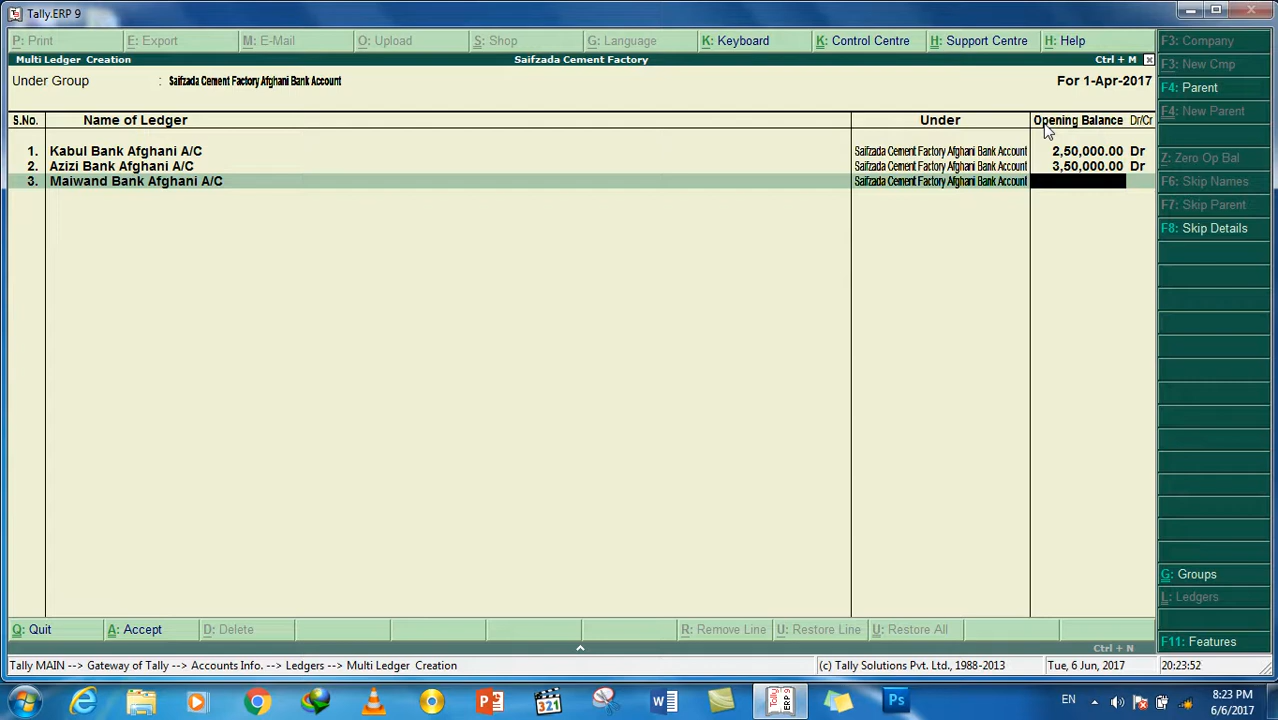 Tally.ERP 9
P: Print E: Export M: E-Mail O: Upload S: Shop G: Language K: Keyboard K: Control Centre H: Support Centre H: Help F3: Company
Multi Ledger Creation Saifzada Cement Factory Ctrl + M
F3: New Cmp
Under Group : Saifzada Cement Factory Afghani Bank Account For 1-Apr-2017
F4: Parent
F4: New Parent
S.No. Name of Ledger Under Opening Balance Dr/Cr
1. Kabul Bank Afghani A/C Saifzada Cement Factory Afghani Bank Account 2,50,000.00 Dr
Z: Zero Op Bal
2. Azizi Bank Afghani A/C Saifzada Cement Factory Afghani Bank Account 3,50,000.00 Dr
3. Maiwand Bank Afghani A/C Saifzada Cement Factory Afghani Bank Account
F6: Skip Names
F7: Skip Parent
F8: Skip Details
G: Groups
L: Ledgers
Q: Quit A: Accept D: Delete R: Remove Line U: Restore Line U: Restore All
F11: Features
Ctrl + N
Tally MAIN --> Gateway of Tally --> Accounts Info. --> Ledgers --> Multi Ledger Creation (c) Tally Solutions Pvt. Ltd., 1988-2013 Tue, 6 Jun, 2017 20:23:52
321
TALLY ERP9
Ps
EN
8:23 PM
6/6/2017